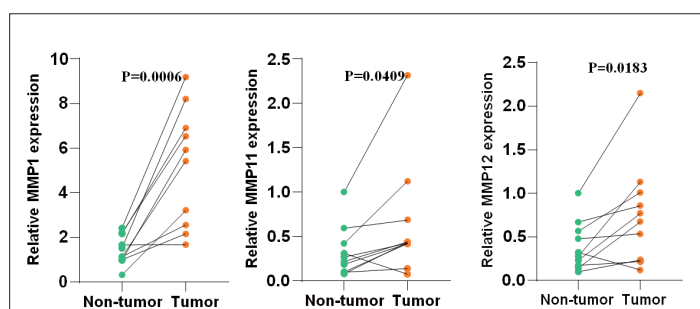 Relative MMP1 expression
10
8
6
4
2
0
P=0.0006
Non-tumor Tumor
Relative MMP11 expression
2.5
2.0
1.5
1.0
0.5
0.0
P=0.0409
Non-tumor Tumor
Relative MMP12 expression
2.5
2.0
1.5
1.0
0.5
0.0
P=0.0183
Non-tumor Tumor